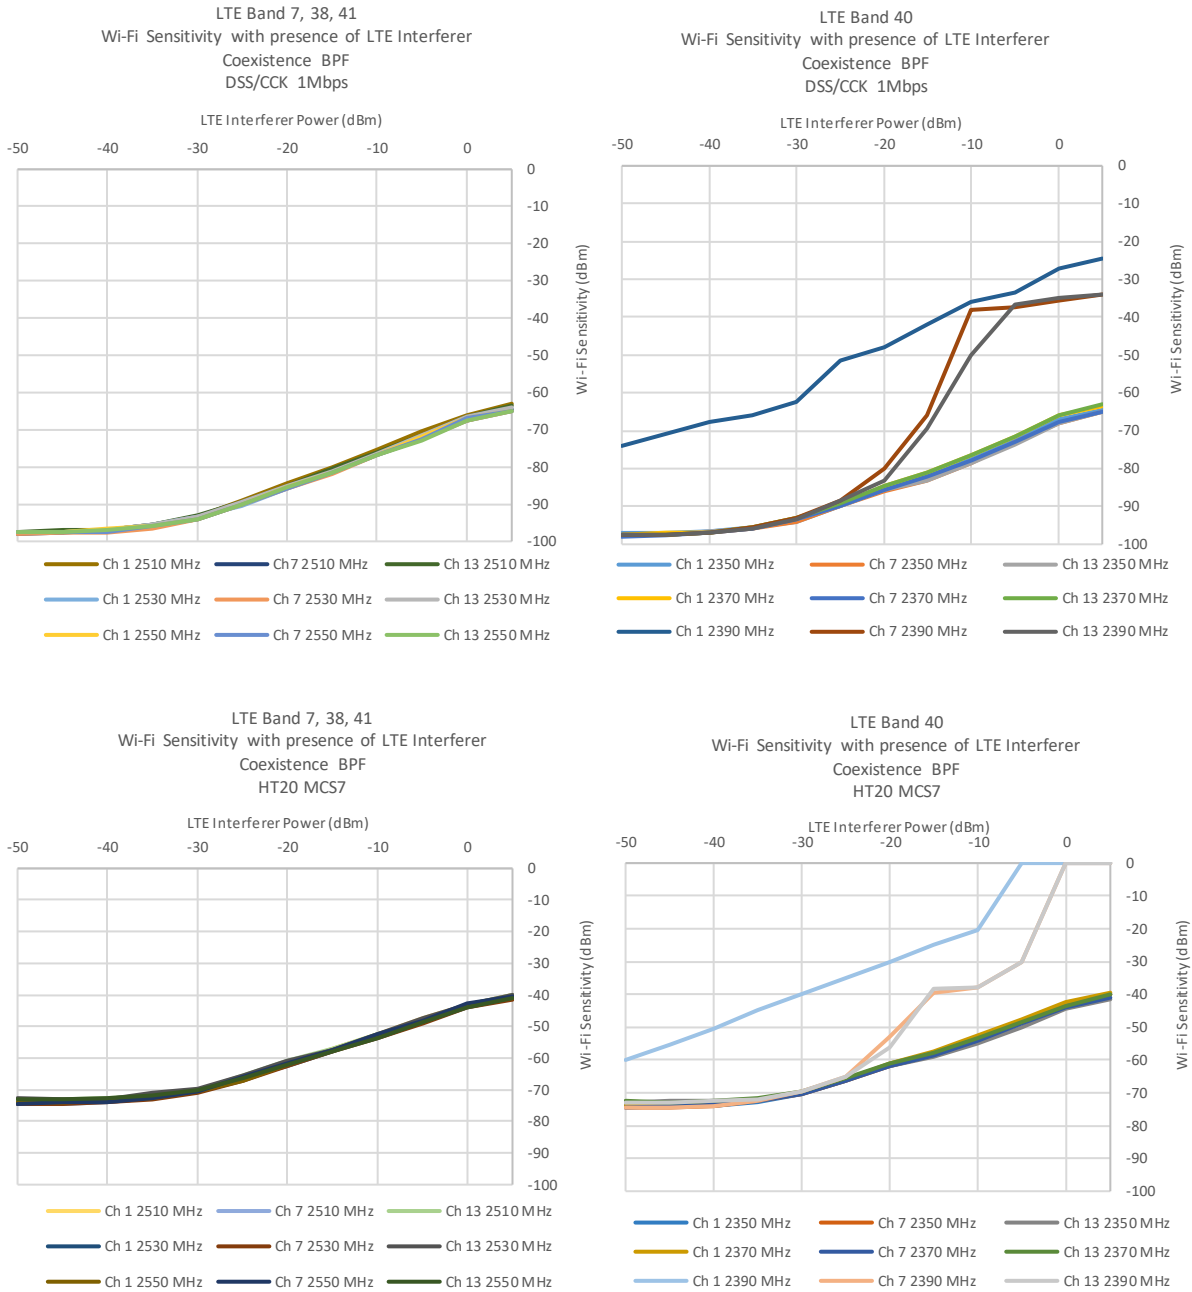 LTE Band 7, 38, 41
Wi-Fi Sensitivity with presence of LTE Interferer
Coexistence BPF
DSS/CCK 1Mbps
LTE Interferer Power (dBm)
-50 -40 -30 -20 -10 0
0
-10
-20
-30
-40
-50
-60
-70
-80
-90
-100
Wi-Fi Sensitivity (dBm)
Ch 1 2510 MHz Ch7 2510 MHz Ch 13 2510 MHz
Ch 1 2530 MHz Ch 7 2530 MHz Ch 13 2530 MHz
Ch 1 2550 MHz Ch 7 2550 MHz Ch 13 2550 MHz
LTE Band 40
Wi-Fi Sensitivity with presence of LTE Interferer
Coexistence BPF
DSS/CCK 1Mbps
LTE Interferer Power (dBm)
-50 -40 -30 -20 -10 0
0
-10
-20
-30
-40
-50
-60
-70
-80
-90
-100
Wi-Fi Sensitivity (dBm)
Ch 1 2350 MHz Ch 7 2350 MHz Ch 13 2350 MHz
Ch 1 2370 MHz Ch 7 2370 MHz Ch 13 2370 MHz
Ch 1 2390 MHz Ch 7 2390 MHz Ch 13 2390 MHz
LTE Band 7, 38, 41
Wi-Fi Sensitivity with presence of LTE Interferer
Coexistence BPF
HT20 MCS7
LTE Interferer Power (dBm)
-50 -40 -30 -20 -10 0
0
-10
-20
-30
-40
-50
-60
-70
-80
-90
-100
Wi-Fi Sensitivity (dBm)
Ch 1 2510 MHz Ch 7 2510 MHz Ch 13 2510 MHz
Ch 1 2530 MHz Ch 7 2530 MHz Ch 13 2530 MHz
Ch 1 2550 MHz Ch 7 2550 MHz Ch 13 2550 MHz
LTE Band 40
Wi-Fi Sensitivity with presence of LTE Interferer
Coexistence BPF
HT20 MCS7
LTE Interferer Power (dBm)
-50 -40 -30 -20 -10 0
0
-10
-20
-30
-40
-50
-60
-70
-80
-90
-100
Wi-Fi Sensitivity (dBm)
Ch 1 2350 MHz Ch 7 2350 MHz Ch 13 2350 MHz
Ch 1 2370 MHz Ch 7 2370 MHz Ch 13 2370 MHz
Ch 1 2390 MHz Ch 7 2390 MHz Ch 13 2390 MHz